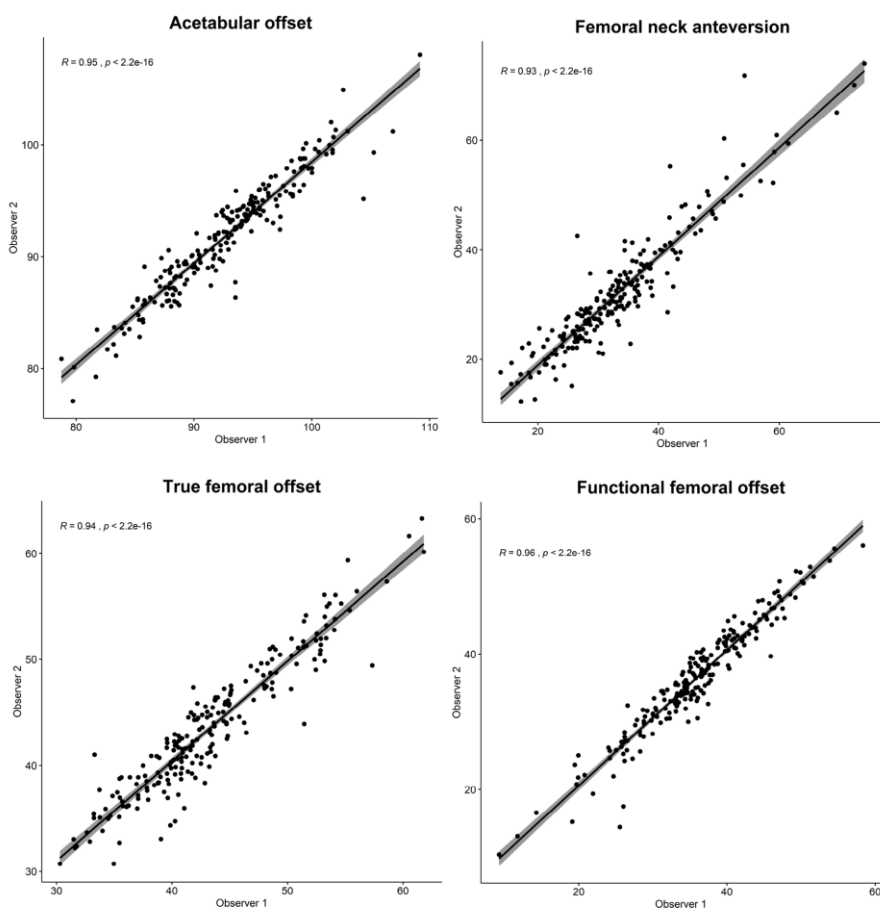 Acetabular offset
R = 0.95 , p < 2.2e-16
100
90
80
Observer 2
80
90
100
110
Observer 1
Femoral neck anteversion
R = 0.93 , p < 2.2e-16
60
40
20
Observer 2
20
40
60
Observer 1
True femoral offset
R = 0.94 , p < 2.2e-16
60
50
40
30
Observer 2
30
40
50
60
Observer 1
Functional femoral offset
R = 0.96 , p < 2.2e-16
60
40
20
Observer 2
20
40
60
Observer 1